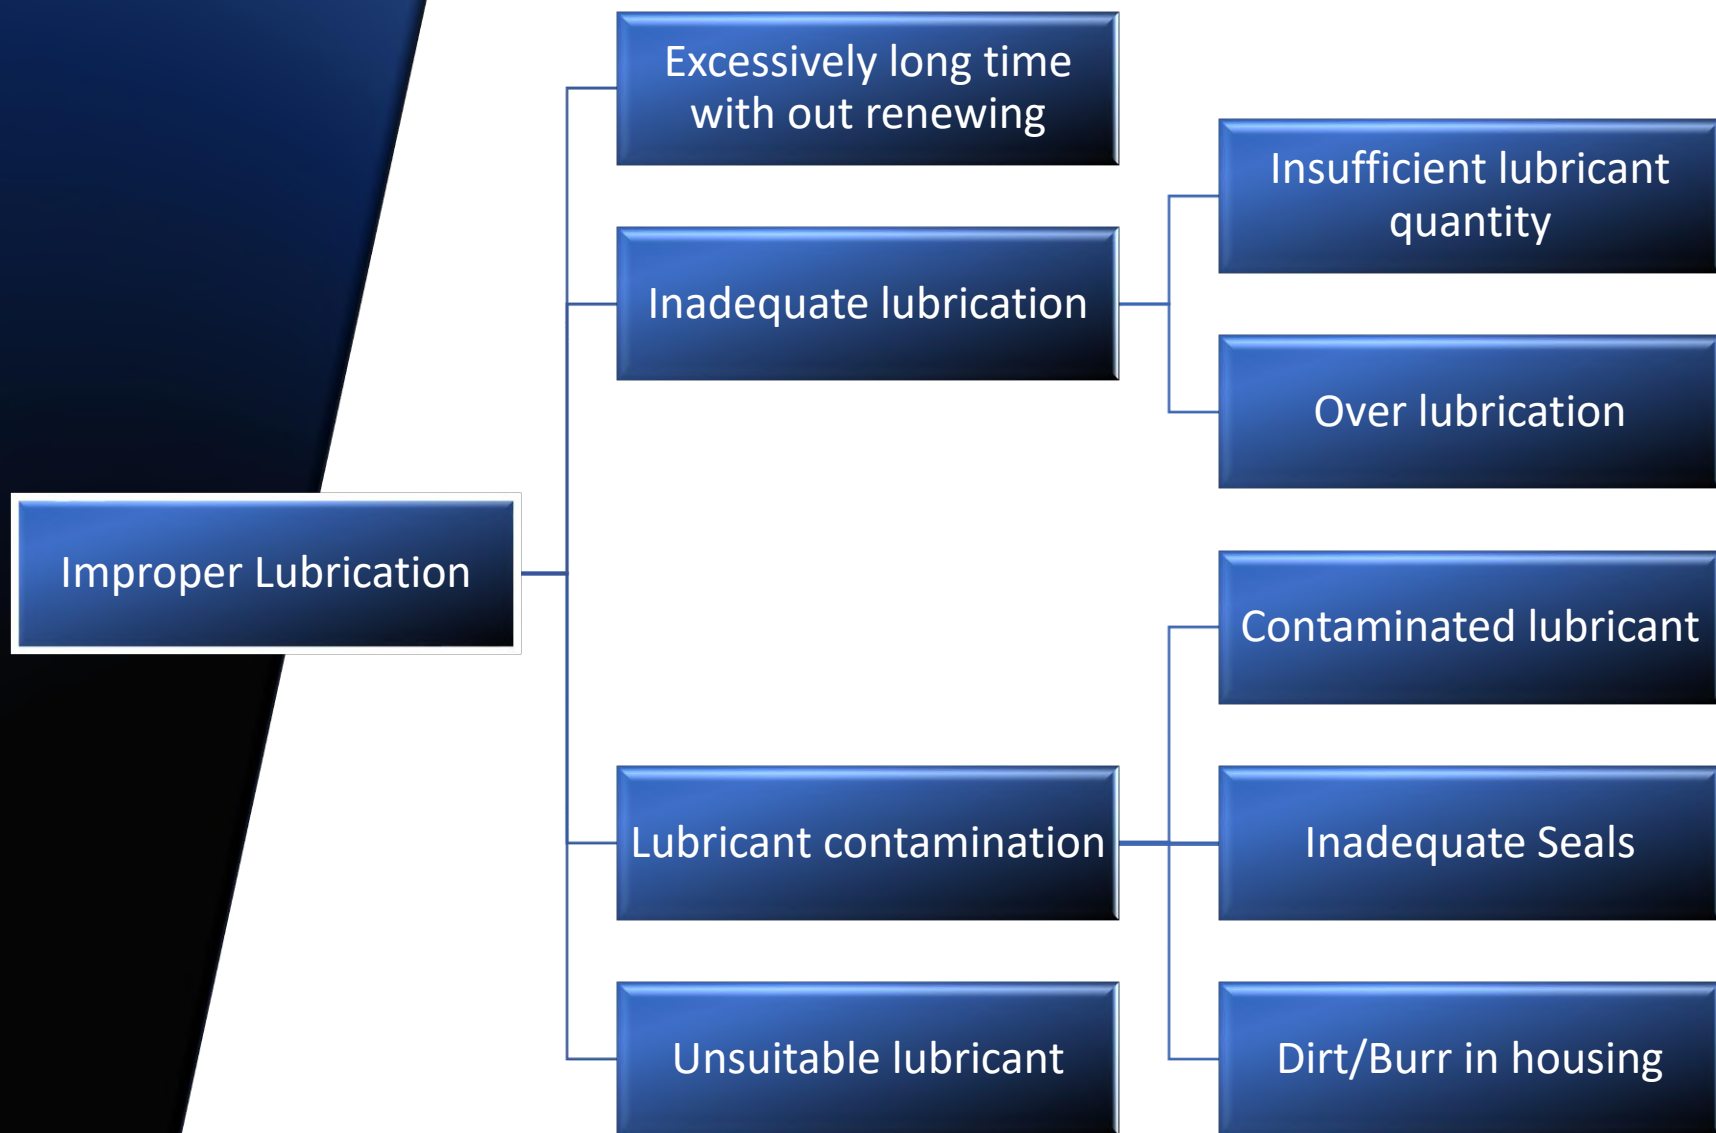 Improper Lubrication
Excessively long time
with out renewing
Inadequate lubrication
Insufficient lubricant
quantity
Over lubrication
Lubricant contamination
Contaminated lubricant
Inadequate Seals
Dirt/Burr in housing
Unsuitable lubricant